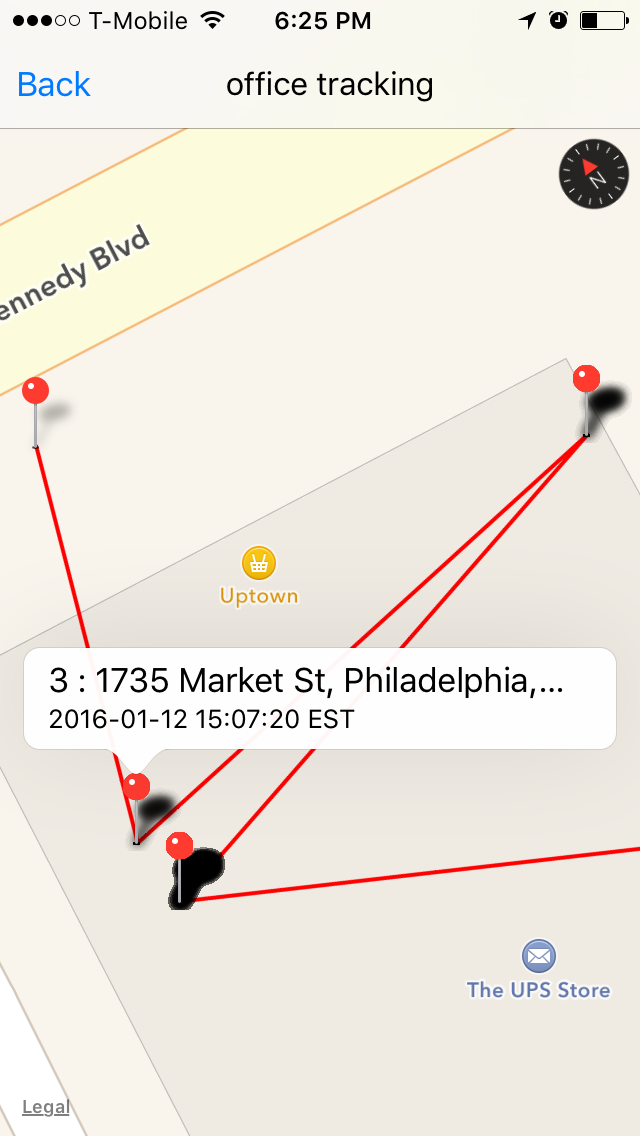 T-Mobile 6:25 PM
Back office tracking
N
ennedy Blvd
Uptown
3 : 1735 Market St, Philadelphia,...
2016-01-12 15:07:20 EST
The UPS Store
Legal